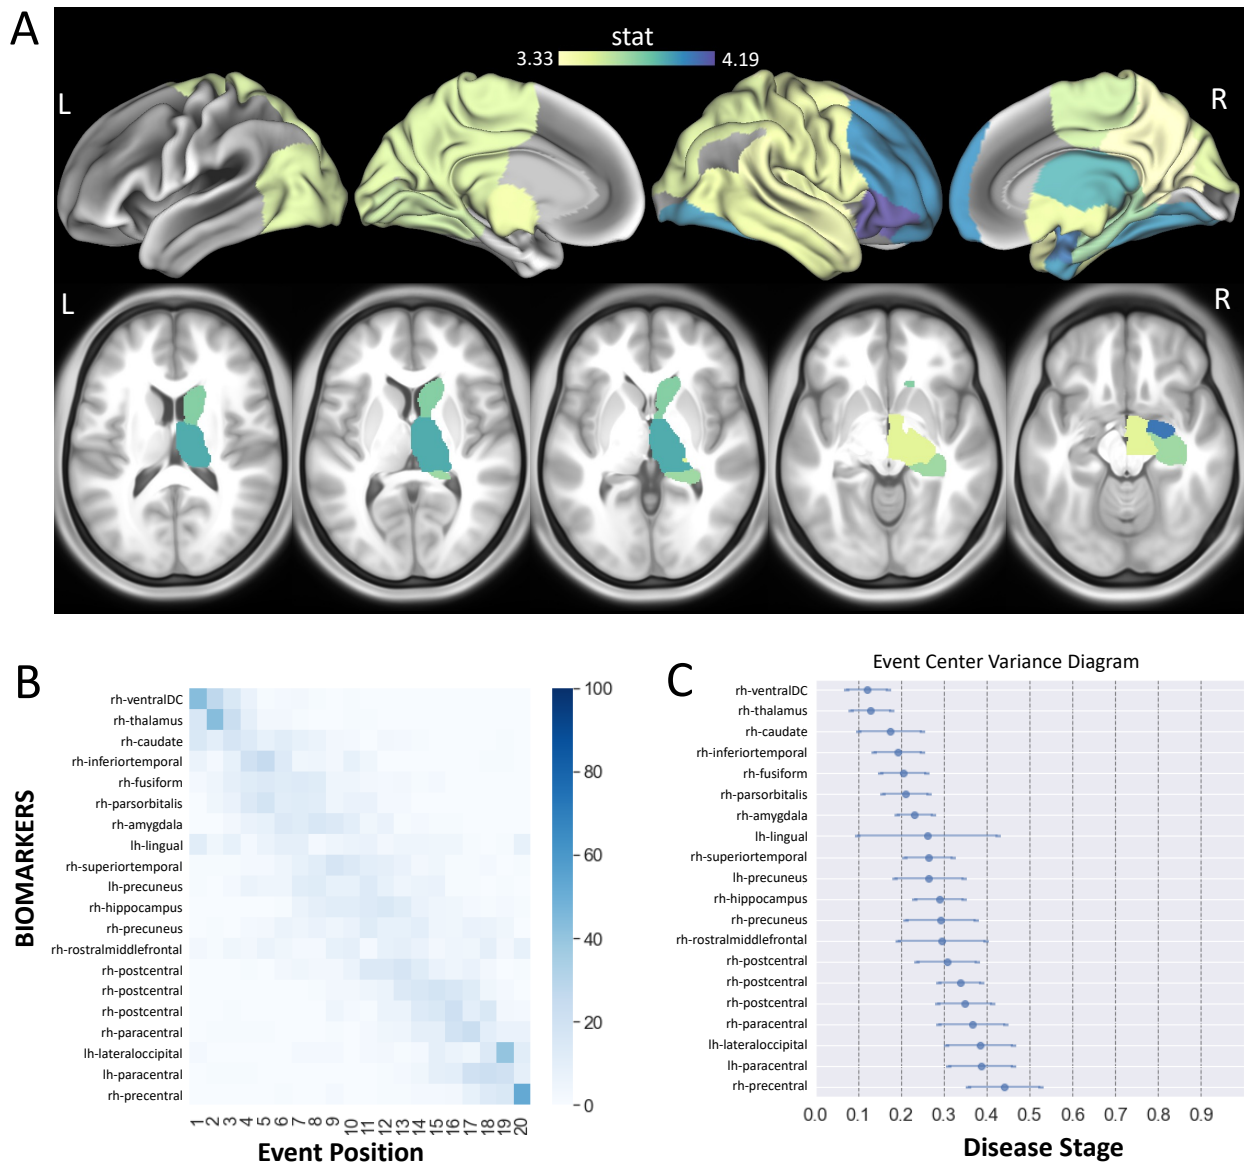 A
stat
3.33 4.19
L R
L R
B
BIOMARKERS
rh-ventralDC
rh-thalamus
rh-caudate
rh-inferiortemporal
rh-fusiform
rh-parsorbitalis
rh-amygdala
lh-lingual
rh-superiortemporal
lh-precuneus
rh-hippocampus
rh-precuneus
rh-rostralmiddlefrontal
rh-postcentral
rh-postcentral
rh-postcentral
rh-paracentral
lh-lateraloccipital
lh-paracentral
rh-precentral
1 2 3 4 5 6 7 8 9 10 11 12 13 14 15 16 17 18 19 20
Event Position
100
80
60
40
20
0
C
Event Center Variance Diagram
rh-ventralDC
rh-thalamus
rh-caudate
rh-inferiortemporal
rh-fusiform
rh-parsorbitalis
rh-amygdala
lh-lingual
rh-superiortemporal
lh-precuneus
rh-hippocampus
rh-precuneus
rh-rostralmiddlefrontal
rh-postcentral
rh-postcentral
rh-postcentral
rh-paracentral
lh-lateraloccipital
lh-paracentral
rh-precentral
0.0 0.1 0.2 0.3 0.4 0.5 0.6 0.7 0.8 0.9
Disease Stage